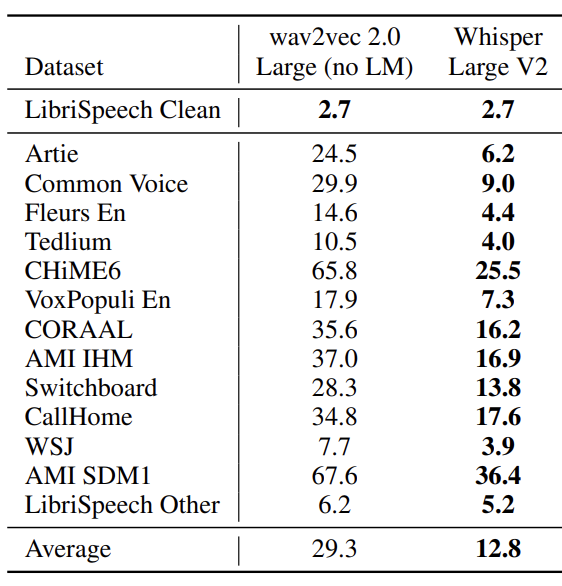 Dataset wav2vec 2.0 Large (no LM) Whisper Large V2
LibriSpeech Clean 2.7 2.7
Artie 24.5 6.2
Common Voice 29.9 9.0
Fleurs En 14.6 4.4
Tedlium 10.5 4.0
CHiME6 65.8 25.5
VoxPopuli En 17.9 7.3
CORAAL 35.6 16.2
AMI IHM 37.0 16.9
Switchboard 28.3 13.8
CallHome 34.8 17.6
WSJ 7.7 3.9
AMI SDM1 67.6 36.4
LibriSpeech Other 6.2 5.2
Average 29.3 12.8